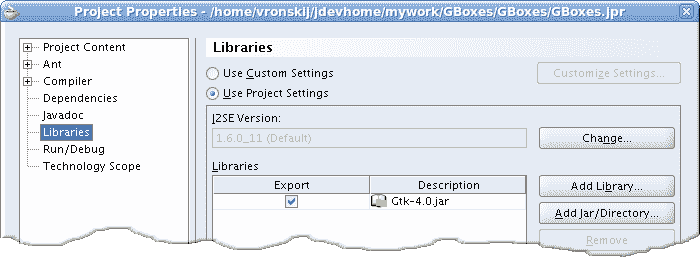 Project Properties - /home/vronskij/jdevhome/mywork/GBoxes/GBoxes/GBoxes.jpr
Project Content
Ant
Compiler
Dependencies
Javadoc
Libraries
Run/Debug
Technology Scope
Libraries
Use Custom Settings
Customize Settings...
Use Project Settings
J2SE Version:
1.6.0_11 (Default)
Change...
Libraries
Export Description
Gtk-4.0.jar
Add Library...
Add Jar/Directory...
Remove